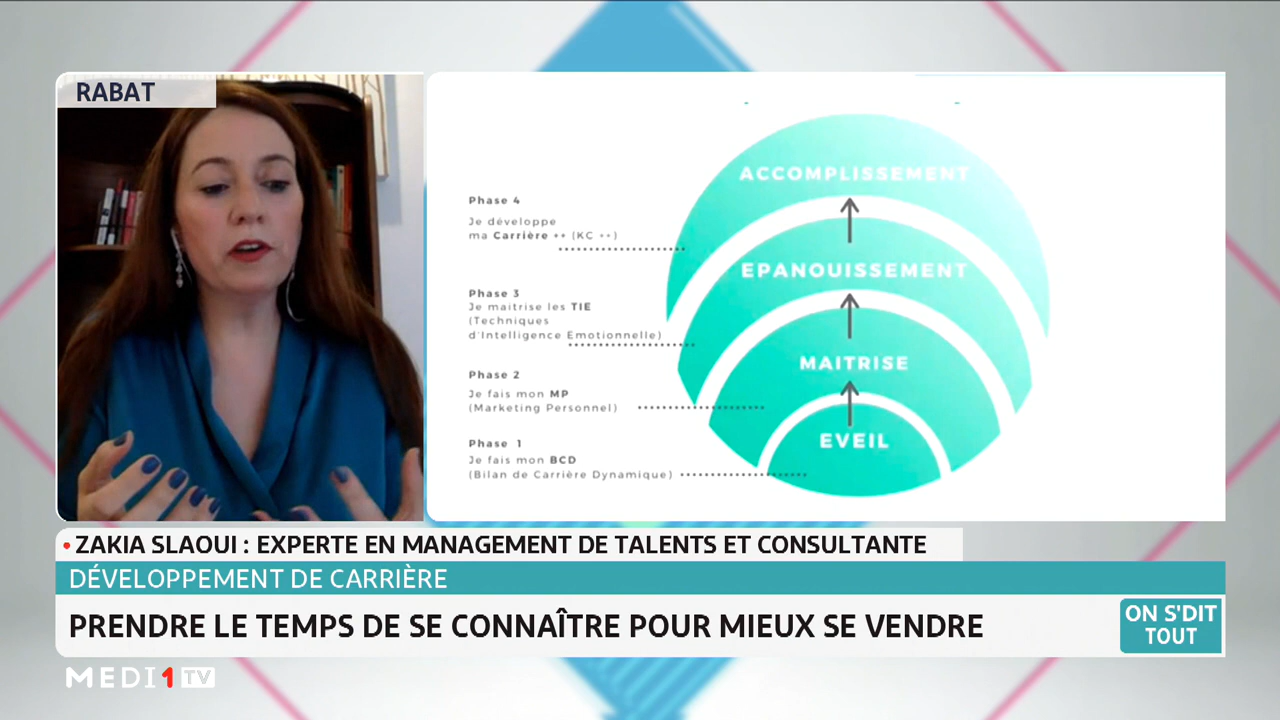 RABAT
ACCOMPLISSEMENT
Phase 4
Je développe
ma Carrière ++ (KC ++)
EPANOUISSEMENT
Phase 3
Je maitrise les TIE
(Techniques
d'Intelligence Emotionnelle)
MAITRISE
Phase 2
Je fais mon MP
(Marketing Personnel)
EVEIL
Phase 1
Je fais mon BCD
(Bilan de Carrière Dynamique)
ZAKIA SLAOUI : EXPERTE EN MANAGEMENT DE TALENTS ET CONSULTANTE
DÉVELOPPEMENT DE CARRIÈRE
PRENDRE LE TEMPS DE SE CONNAÎTRE POUR MIEUX SE VENDRE
ON S'DIT
TOUT
MEDI1 TV